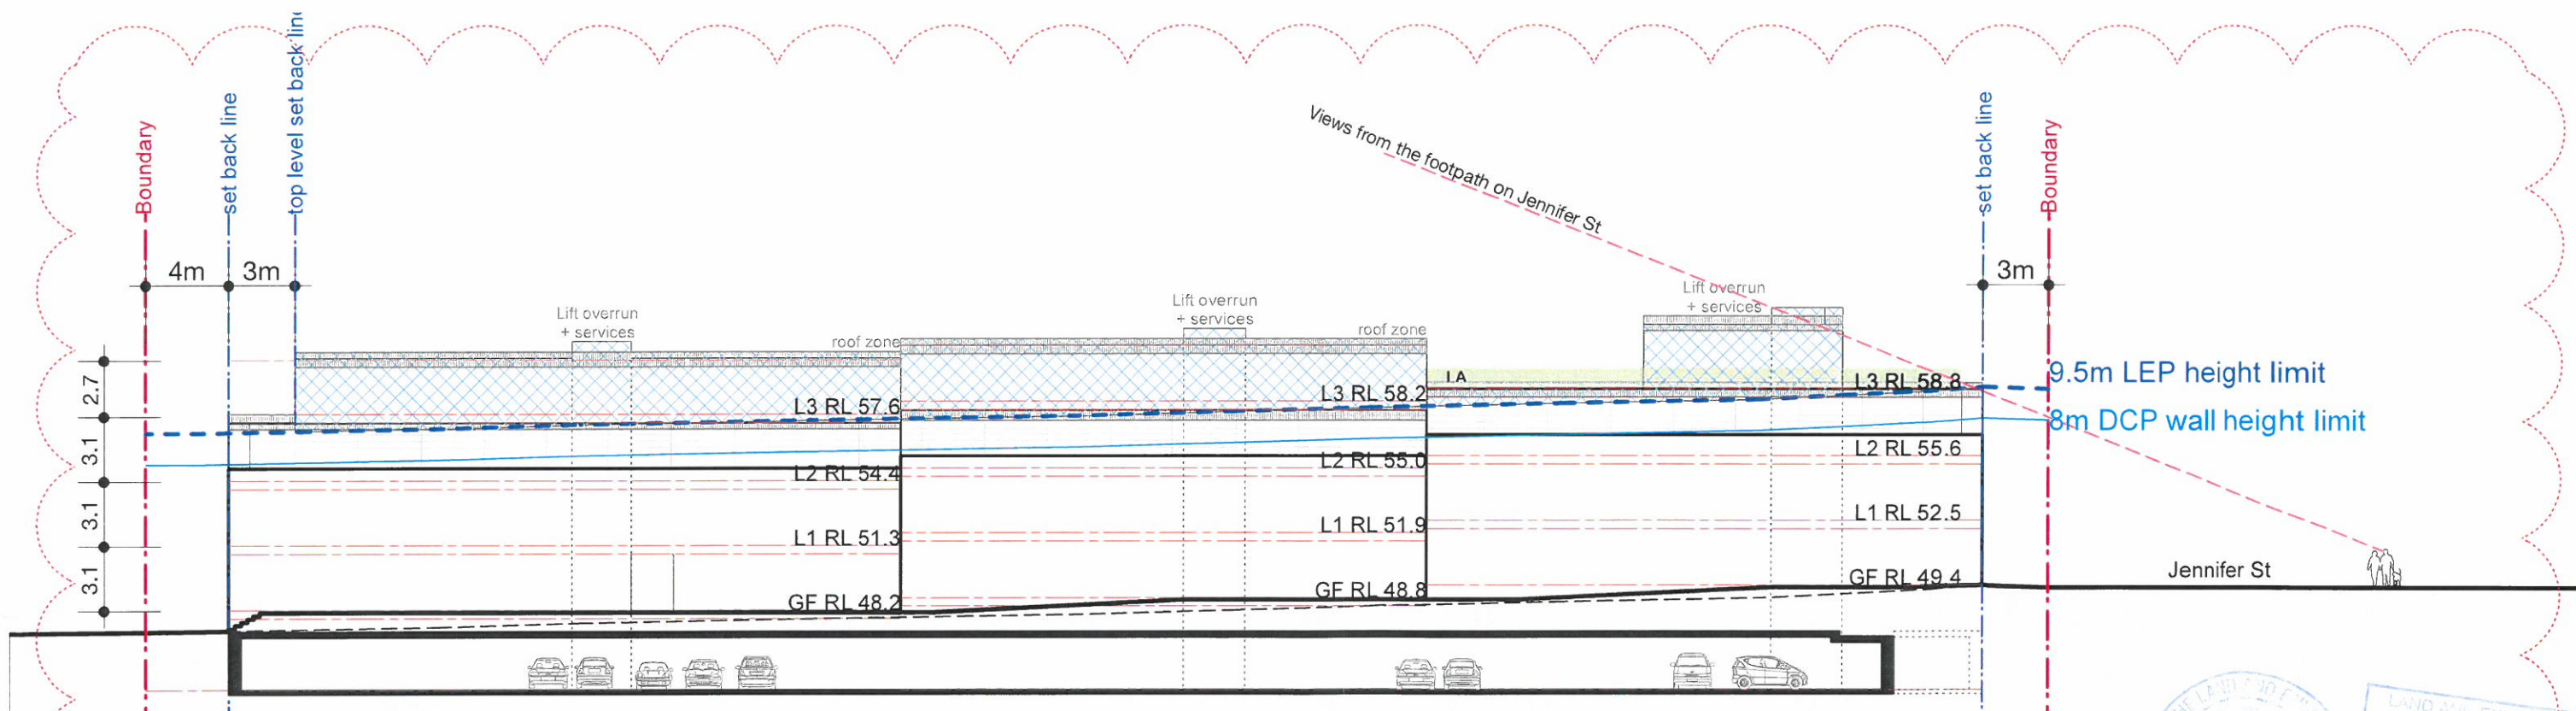 top level set back line
set back line
Boundary
set back line
Boundary
Views from the footpath on Jennifer St
4m
3m
3m
Lift overrun
+ services
Lift overrun
+ services
Lift overrun
+ services
roof zone
roof zone
2.7
3.1
3.1
3.1
L3 RL 57.6
L2 RL 54.4
L1 RL 51.3
GF RL 48.2
L3 RL 58.2
L2 RL 55.0
L1 RL 51.9
GF RL 48.8
LA
L3 RL 58.8
L2 RL 55.6
L1 RL 52.5
GF RL 49.4
9.5m LEP height limit
8m DCP wall height limit
Jennifer St
LAND AND
LAND AND